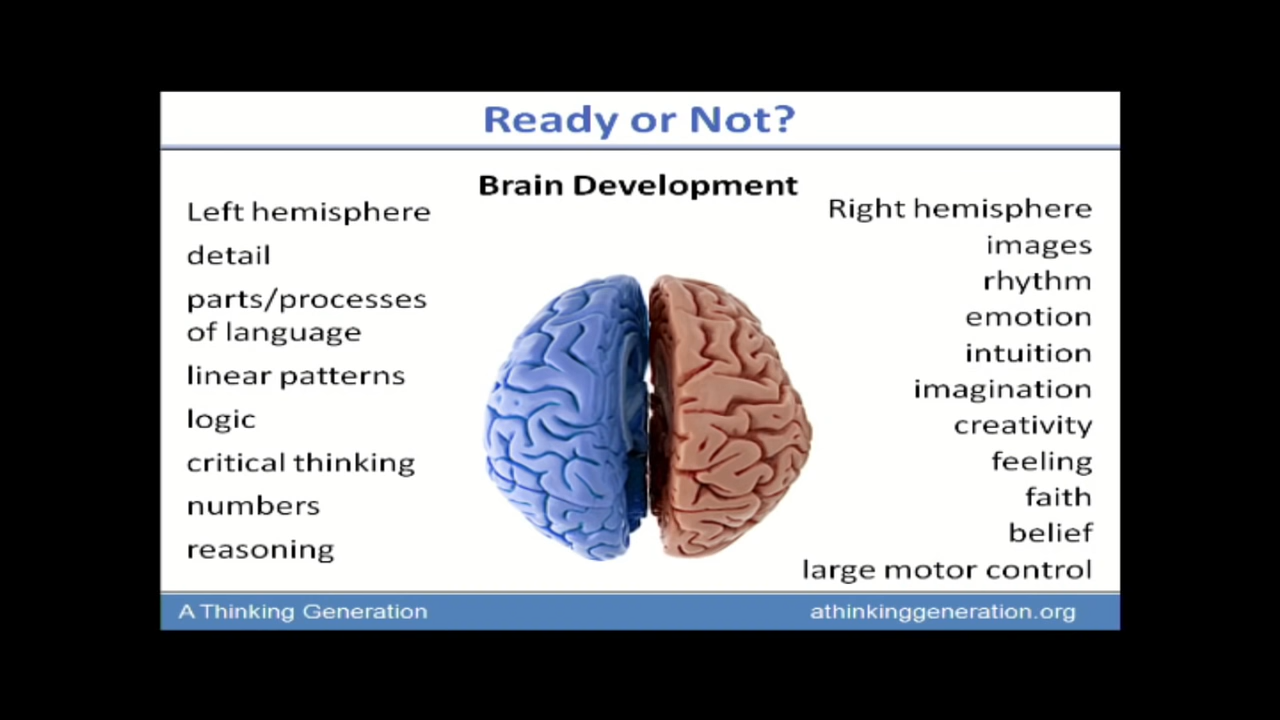 Ready or Not?
Brain Development
Left hemisphere
detail
parts/processes
of language
linear patterns
logic
critical thinking
numbers
reasoning
Right hemisphere
images
rhythm
emotion
intuition
imagination
creativity
feeling
faith
belief
large motor control
A Thinking Generation
athinkinggeneration.org